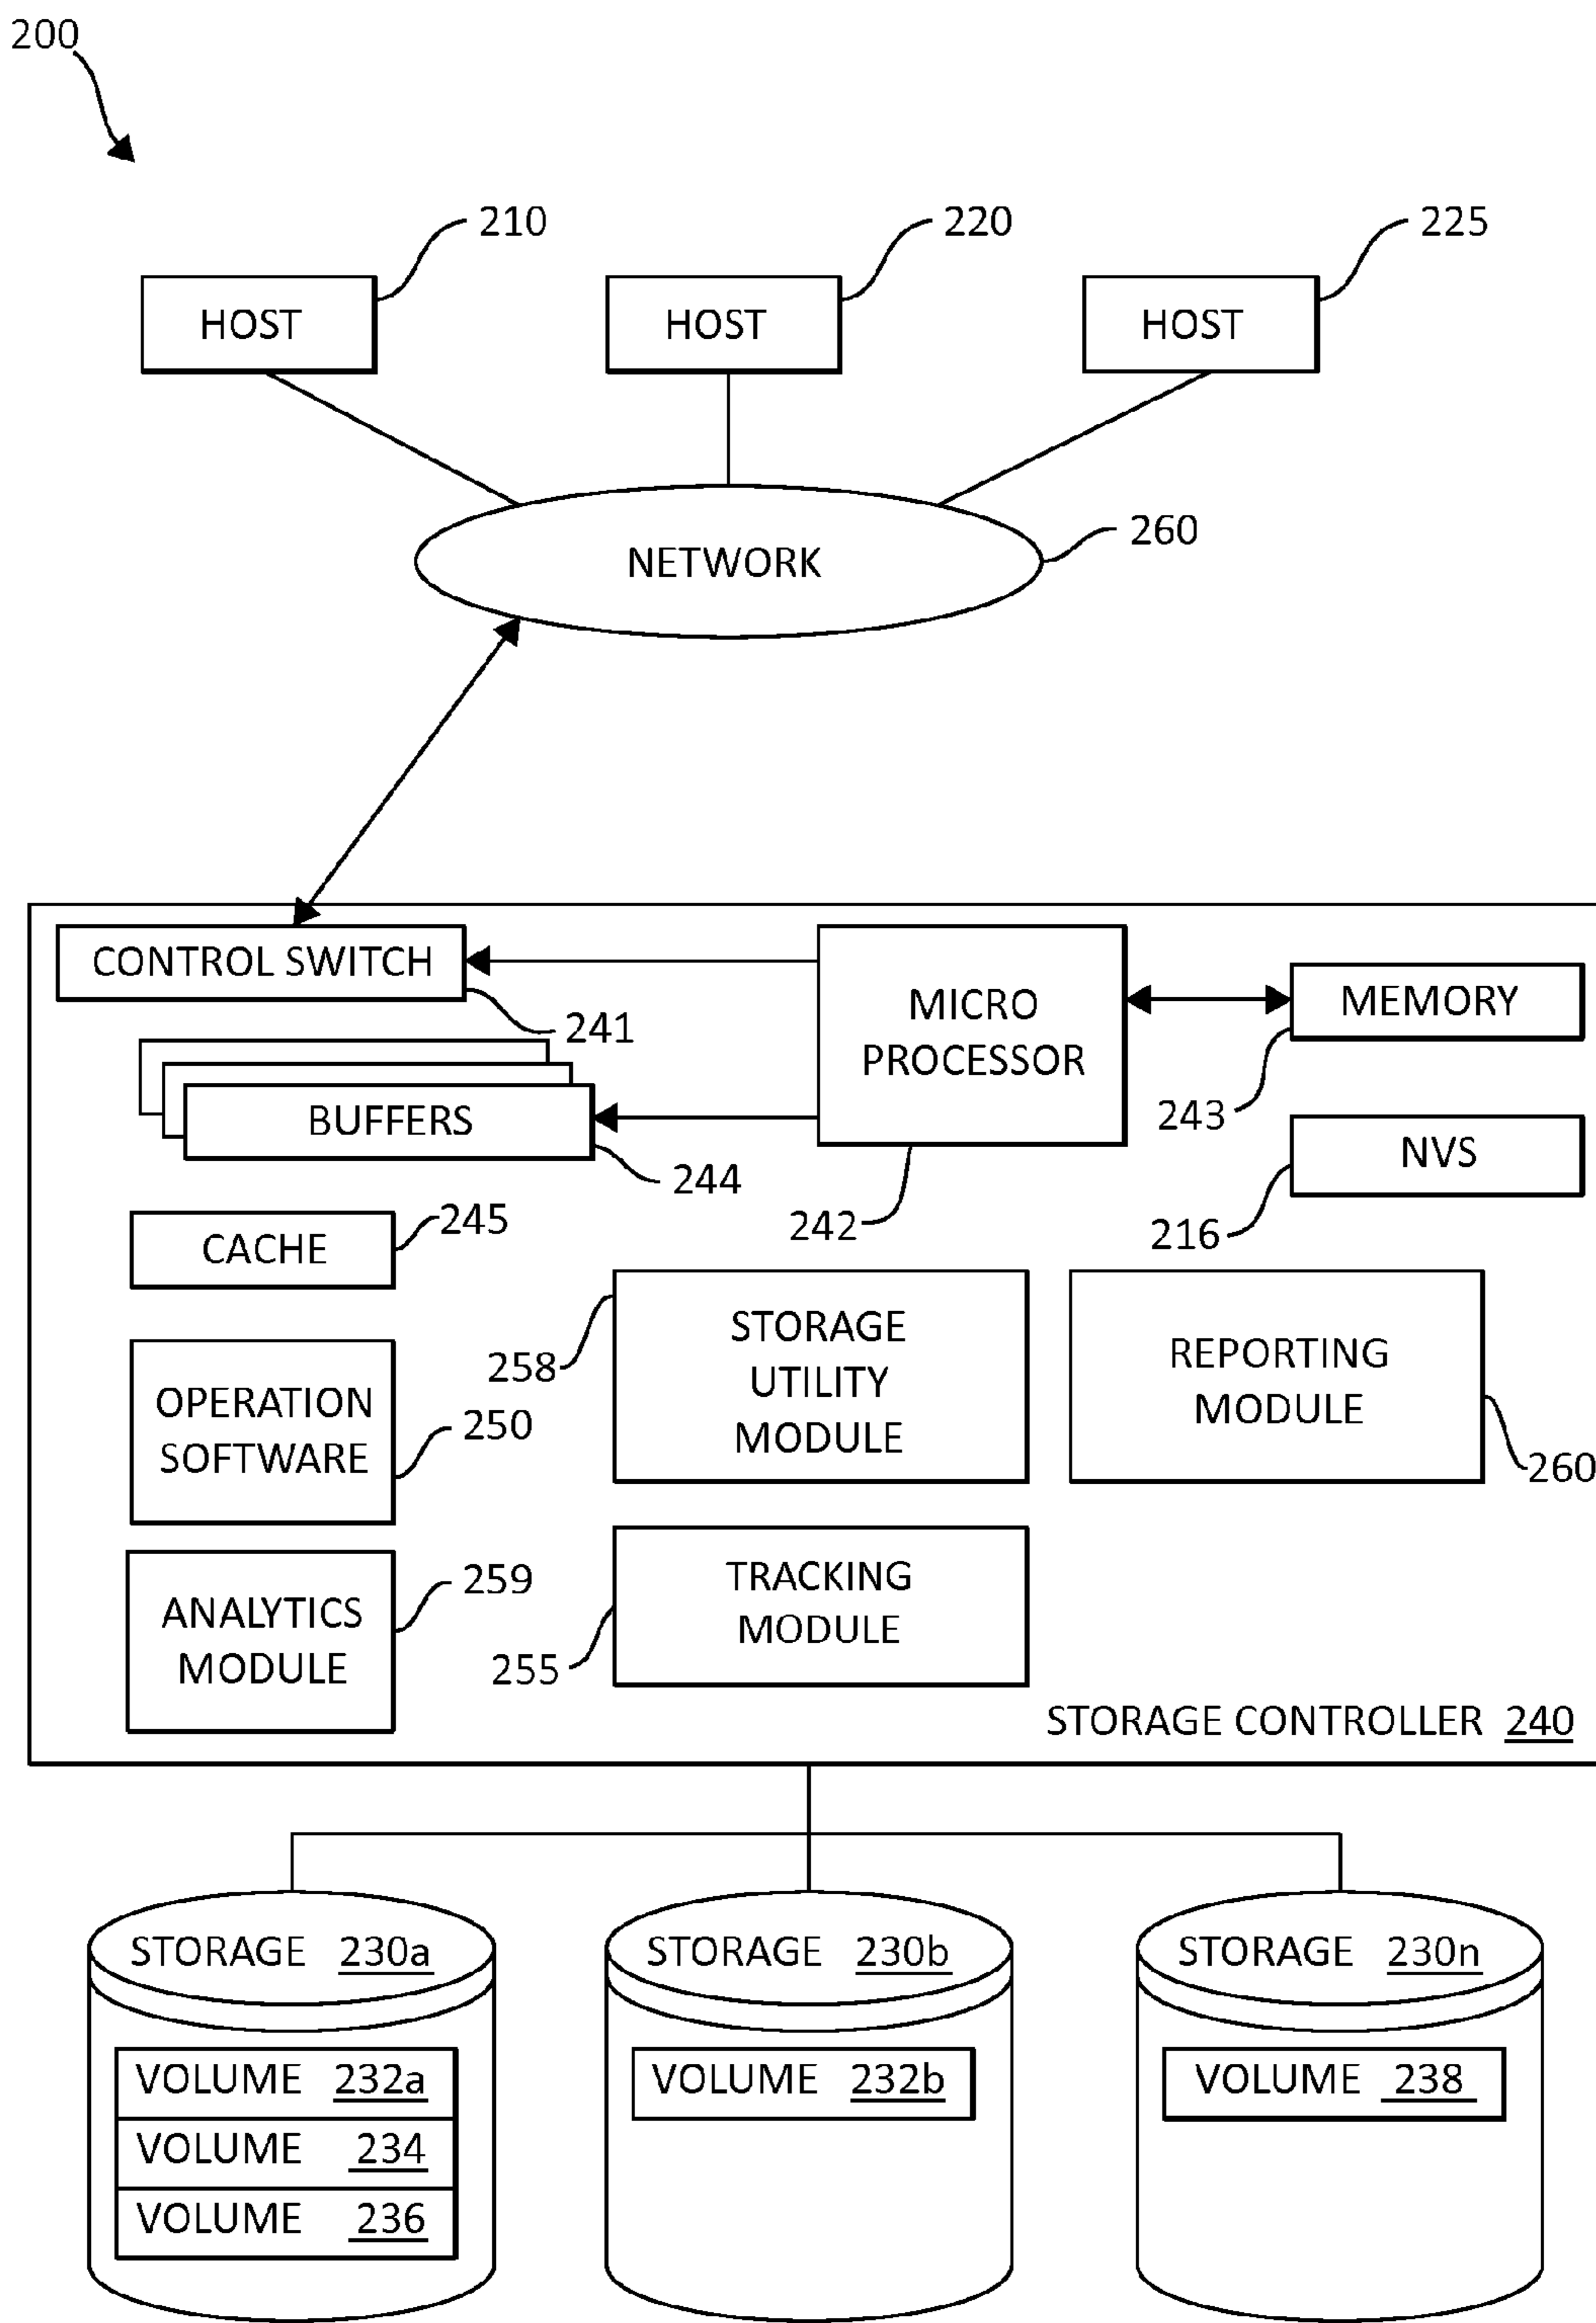 200
210
220
225
HOST
HOST
HOST
260
NETWORK
CONTROL SWITCH
241
MICRO
PROCESSOR
MEMORY
243
BUFFERS
244
242
NVS
216
CACHE
245
STORAGE
UTILITY
MODULE
258
REPORTING
MODULE
260
OPERATION
SOFTWARE
250
ANALYTICS
MODULE
259
TRACKING
MODULE
255
STORAGE CONTROLLER 240
STORAGE 230a
VOLUME 232a
VOLUME 234
VOLUME 236
STORAGE 230b
VOLUME 232b
STORAGE 230n
VOLUME 238